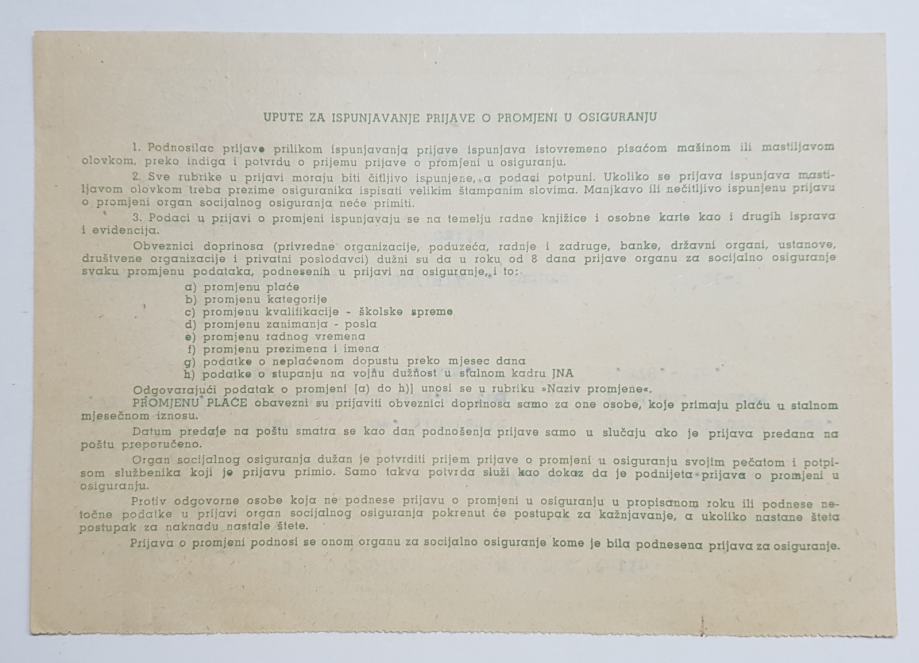 UPUTE ZA ISPUNJAVANJE PRIJAVE O PROMJENI U OSIGURANJU
1. Podnosilac prijave prilikom ispunjavanja prijave ispunjava istovremeno pisaćom mašinom ili mastiljavom
olovkom, preko indiga i potvrdu o prijemu prijave o promjeni u osiguranju.
2. Sve rubrike u prijavi moraju biti čitljivo ispunjene, a podaci potpuni. Ukoliko se prijava ispunjava masti-
ljavom olovkom treba prezime osiguranika ispisati velikim štampanim slovima. Manjkavo ili nečitljivo ispunjenu prijavu
o promjeni organ socijalnog osiguranja neće primiti.
3. Podaci u prijavi o promjeni ispunjavaju se na temelju radne knjižice i osobne karte kao i drugih isprava
i evidencija.
Obveznici doprinosa (privredne organizacije, poduzeća, radnje i zadruge, banke, državni organi, ustanove,
društvene organizacije i privatni poslodavci) dužni su da u roku od 8 dana prijave organu za socijalno osiguranje
svaku promjenu podataka, podnesenih u prijavi na osiguranje, i to:
a) promjenu plaće
b) promjenu kategorije
c) promjenu kvalifikacije - školske spreme
d) promjenu zanimanja - posla
e) promjenu radnog vremena
f) promjenu prezimena i imena
g) podatke o neplaćenom dopustu preko mjesec dana
h) podatke o stupanju na vojnu dužnost u stalnom kadru JNA
Odgovarajući podatak o promjeni [a) do h)] unosi se u rubriku »Naziv promjene«.
PROMJENU PLAĆE obavezni su prijaviti obveznici doprinosa samo za one osobe, koje primaju plaću u stalnom
mjesečnom iznosu.
Datum predaje na poštu smatra se kao dan podnošenja prijave samo u slučaju ako je prijava predana na
poštu preporučeno.
Organ socijalnog osiguranja dužan je potvrditi prijem prijave o promjeni u osiguranju svojim pečatom i potpi-
som službenika koji je prijavu primio. Samo takva potvrda služi kao dokaz da je podnijeta prijava o promjeni u
osiguranju.
Protiv odgovorne osobe koja ne podnese prijavu o promjeni u osiguranju u propisanom roku ili podnese ne-
točne podatke u prijavi organ socijalnog osiguranja pokrenut će postupak za kažnjavanje, a ukoliko nastane šteta
postupak za naknadu nastale štete.
Prijava o promjeni podnosi se onom organu za socijalno osiguranje kome je bila podnesena prijava za osiguranje.